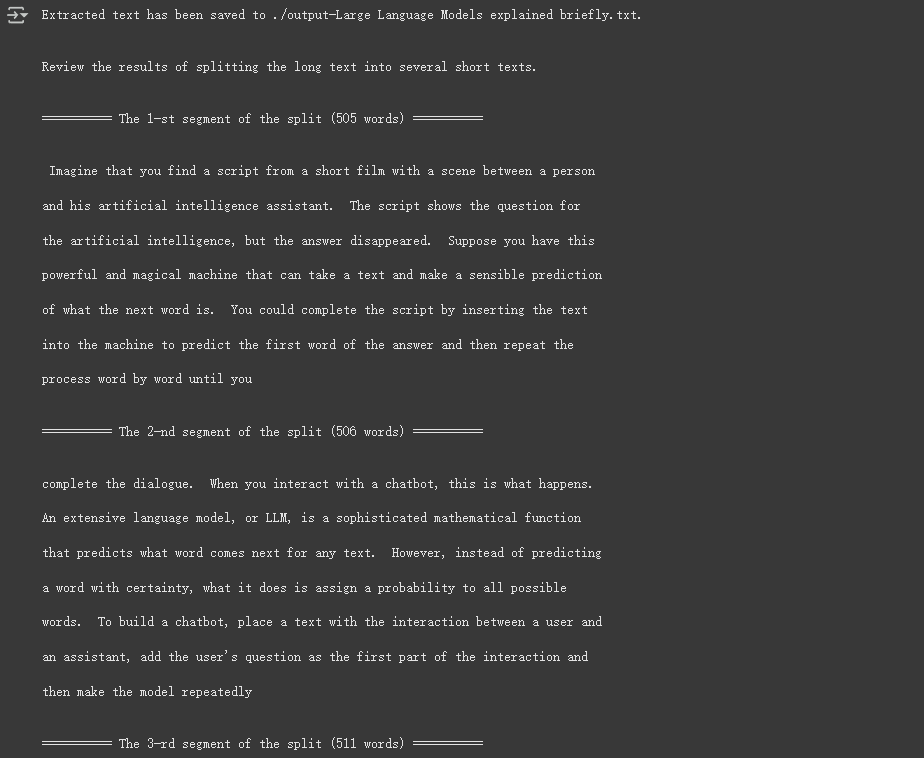 Extracted text has been saved to ./output-Large Language Models explained briefly.txt.
Review the results of splitting the long text into several short texts.
══════════ The 1-st segment of the split (505 words) ══════════
Imagine that you find a script from a short film with a scene between a person
and his artificial intelligence assistant.  The script shows the question for
the artificial intelligence, but the answer disappeared.  Suppose you have this
powerful and magical machine that can take a text and make a sensible prediction
of what the next word is.  You could complete the script by inserting the text
into the machine to predict the first word of the answer and then repeat the
process word by word until you
══════════ The 2-nd segment of the split (506 words) ══════════
complete the dialogue.  When you interact with a chatbot, this is what happens.
An extensive language model, or LLM, is a sophisticated mathematical function
that predicts what word comes next for any text.  However, instead of predicting
a word with certainty, what it does is assign a probability to all possible
words.  To build a chatbot, place a text with the interaction between a user and
an assistant, add the user's question as the first part of the interaction and
then make the model repeatedly
══════════ The 3-rd segment of the split (511 words) ══════════